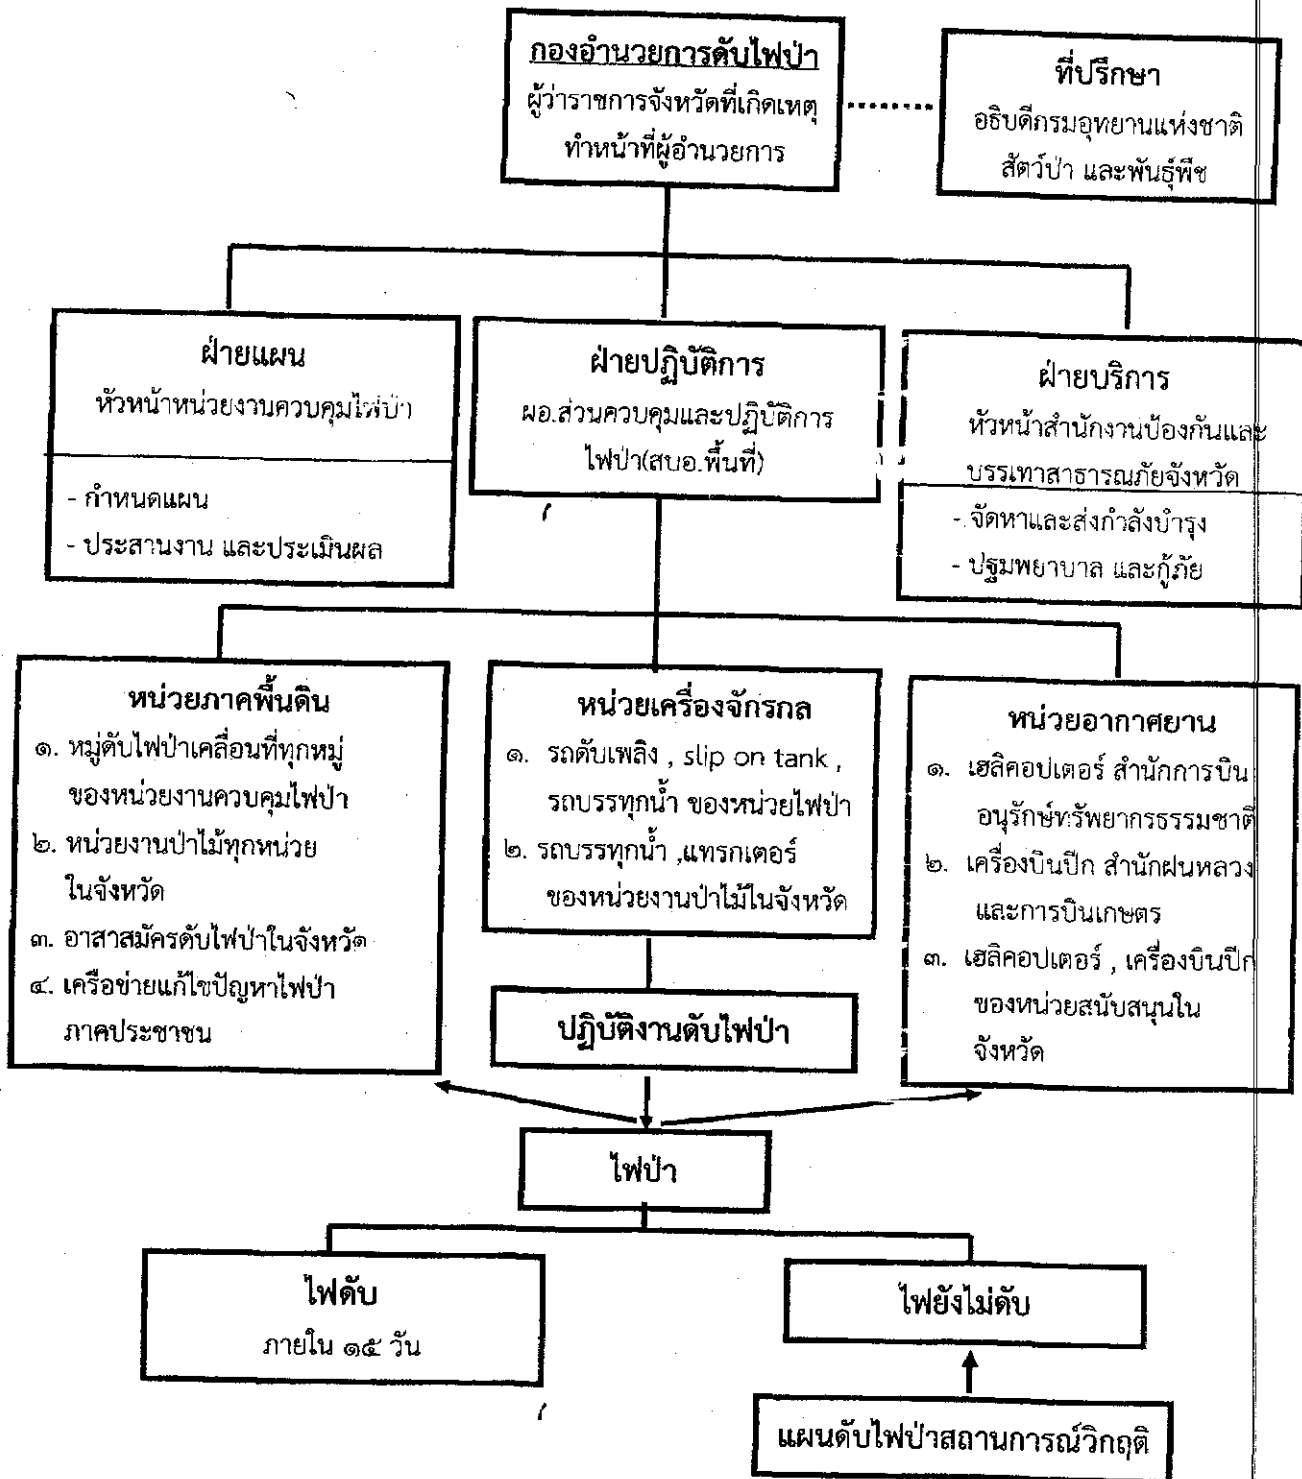 กองอำนวยการดับไฟป่า
ผู้ว่าราชการจังหวัดที่เกิดเหตุ
ทำหน้าที่ผู้อำนวยการ
ที่ปรึกษา
อธิบดีกรมอุทยานแห่งชาติ
สัตว์ป่า และพันธุ์พืช
ฝ่ายแผน
หัวหน้าหน่วยงานควบคุมไฟป่า
- กำหนดแผน
- ประสานงาน และประเมินผล
ฝ่ายปฏิบัติการ
ผอ.ส่วนควบคุมและปฏิบัติการ
ไฟป่า(สบอ.พื้นที่)
ฝ่ายบริการ
หัวหน้าสำนักงานป้องกันและ
บรรเทาสาธารณภัยจังหวัด
- จัดหาและส่งกำลังบำรุง
- ปฐมพยาบาล และกู้ภัย
หน่วยภาคพื้นดิน
๑. หมู่ดับไฟป่าเคลื่อนที่ทุกหมู่
ของหน่วยงานควบคุมไฟป่า
๒. หน่วยงานป่าไม้ทุกหน่วย
ในจังหวัด
๓. อาสาสมัครดับไฟป่าในจังหวัด
๔. เครือข่ายแก้ไขปัญหาไฟป่า
ภาคประชาชน
หน่วยเครื่องจักรกล
๑. รถดับเพลิง , slip on tank ,
รถบรรทุกน้ำ ของหน่วยไฟป่า
๒. รถบรรทุกน้ำ ,แทรกเตอร์
ของหน่วยงานป่าไม้ในจังหวัด
หน่วยอากาศยาน
๑. เฮลิคอปเตอร์ สำนักการบิน
อนุรักษ์ทรัพยากรธรรมชาติ
๒. เครื่องบินปีก สำนักฝนหลวง
และการบินเกษตร
๓. เฮลิคอปเตอร์ , เครื่องบินปีก
ของหน่วยสนับสนุนใน
จังหวัด
ปฏิบัติงานดับไฟป่า
ไฟป่า
ไฟดับ
ภายใน ๑๕ วัน
ไฟยังไม่ดับ
แผนดับไฟป่าสถานการณ์วิกฤติ